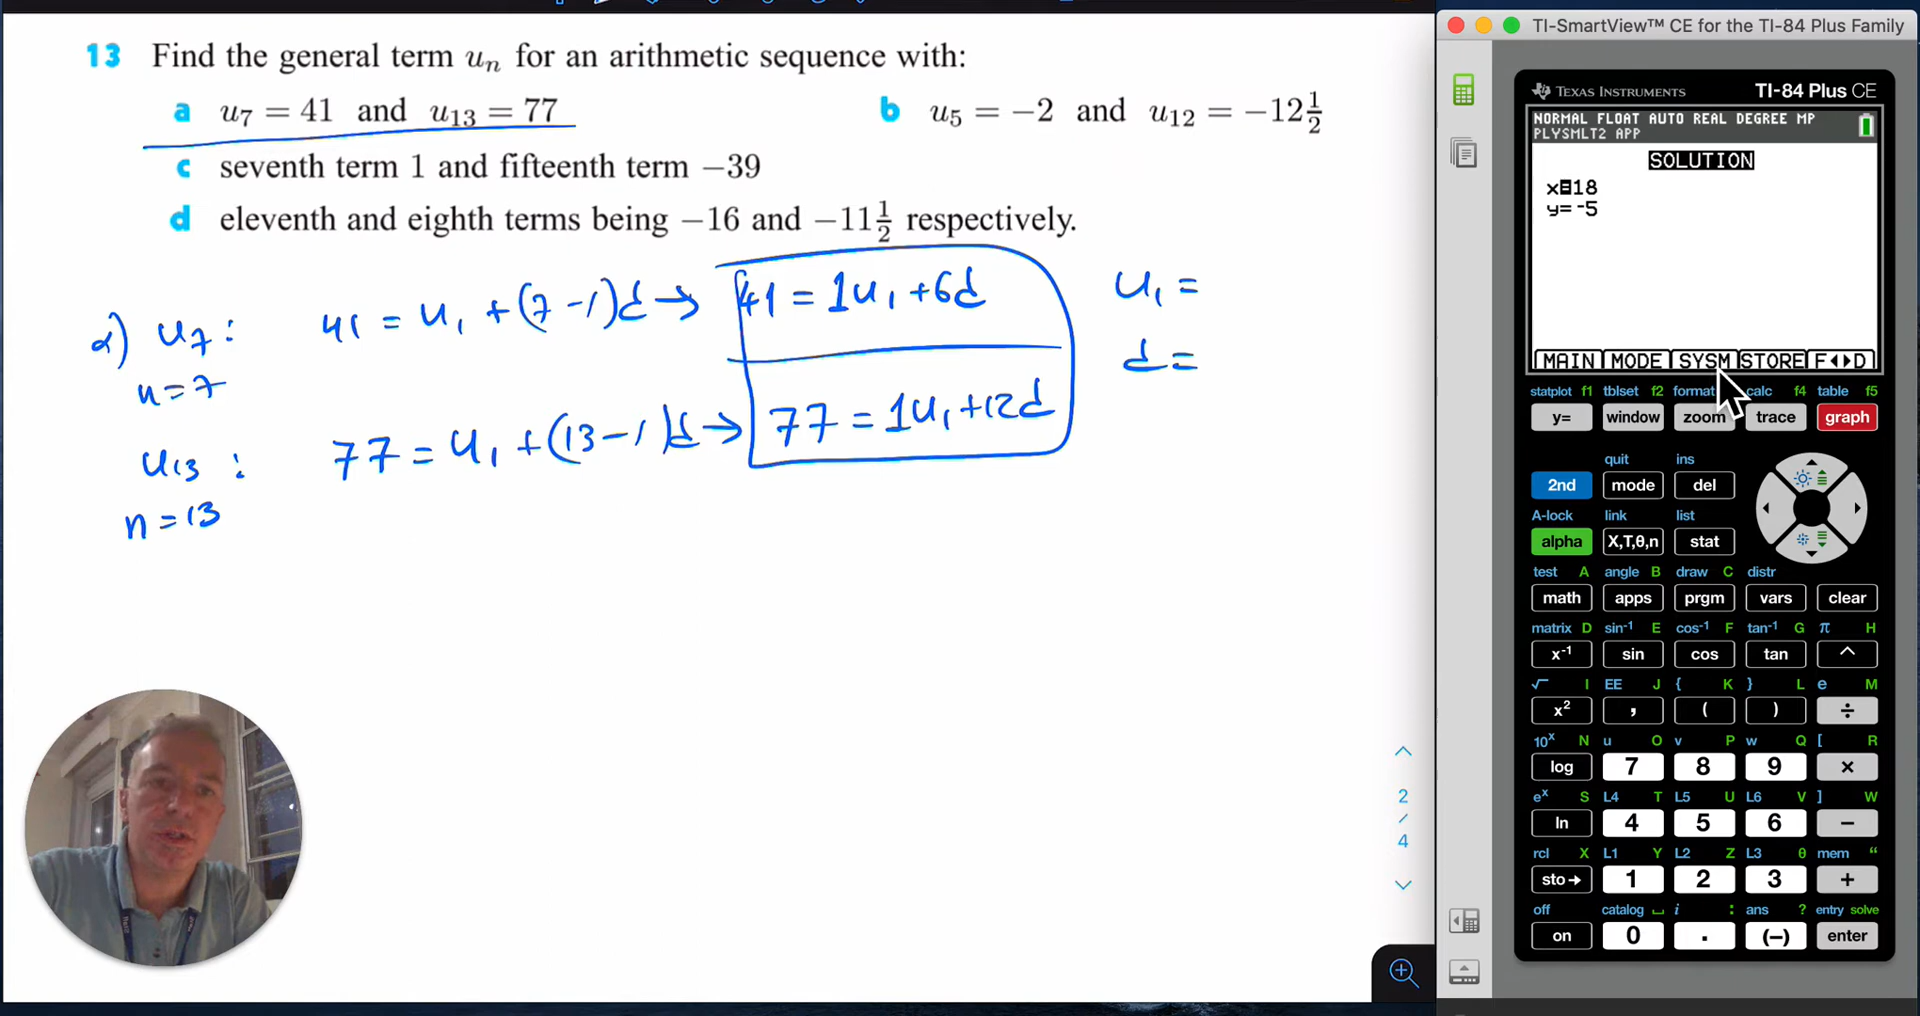 13 Find the general term uₙ for an arithmetic sequence with:
a u₇ = 41 and u₁₃ = 77
b u₅ = −2 and u₁₂ = −12½
c seventh term 1 and fifteenth term −39
d eleventh and eighth terms being −16 and −11½ respectively.
a) u₇ : 41 = u₁ + (7−1)d → 41 = 1u₁ + 6d
n = 7
u₁₃ : 77 = u₁ + (13−1)d → 77 = 1u₁ + 12d
n = 13
u₁ =
d =
2
/
4
TI-SmartView™ CE for the TI-84 Plus Family
TEXAS INSTRUMENTS TI-84 Plus CE
NORMAL FLOAT AUTO REAL DEGREE MP
PLYSMLT2 APP
SOLUTION
x=18
y=-5
MAIN MODE SYSM STORE F◄►D
statplot f1 tblset f2 format calc f4 table f5
y= window zoom trace graph
quit ins
2nd mode del
A-lock link list
alpha X,T,θ,n stat
test A angle B draw C distr
math apps prgm vars clear
matrix D sin⁻¹ E cos⁻¹ F tan⁻¹ G π H
x⁻¹ sin cos tan ^
√ I EE J { K } L e M
x² , ( ) ÷
10ˣ N u O v P w Q [ R
log 7 8 9 ×
eˣ S L4 T L5 U L6 V ] W
ln 4 5 6 −
rcl X L1 Y L2 Z L3 θ mem “
sto→ 1 2 3 +
off catalog ⎵ i : ans ? entry solve
on 0 . (−) enter